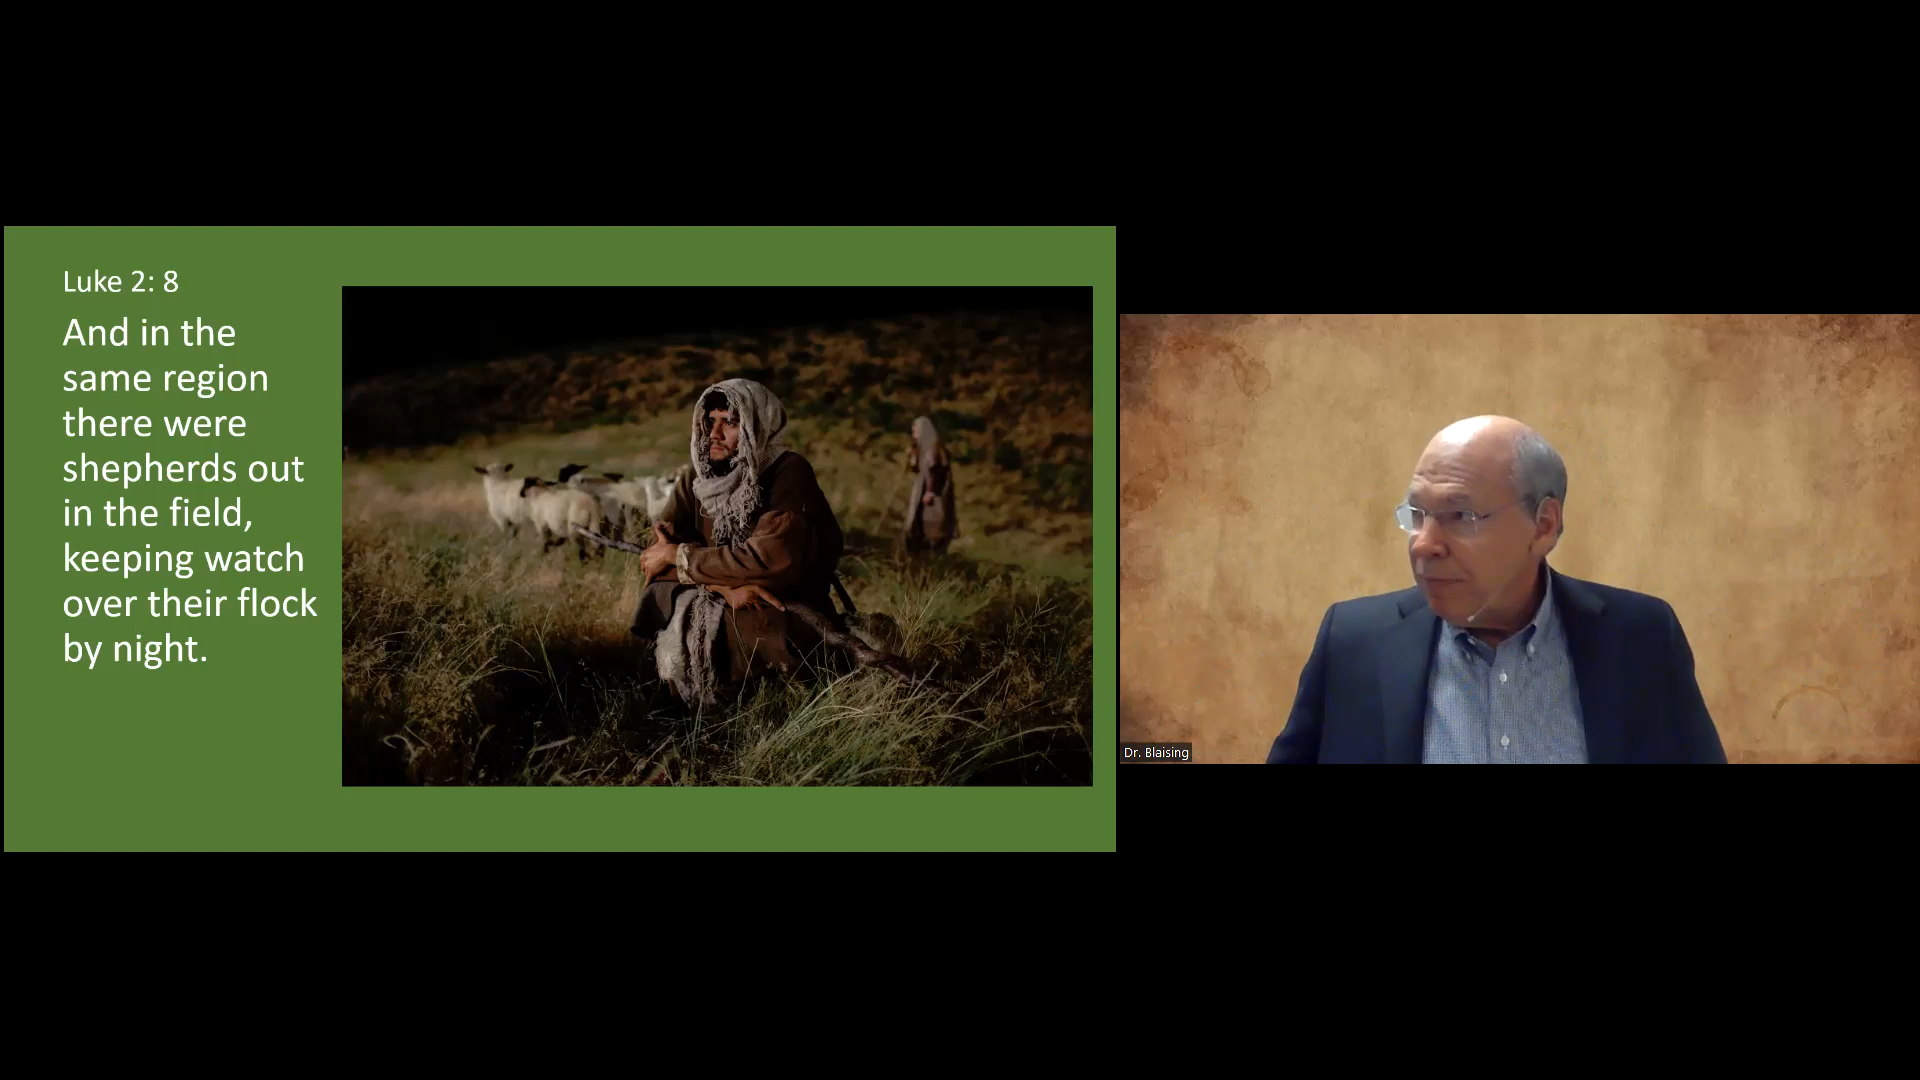 Luke 2: 8
And in the
same region
there were
shepherds out
in the field,
keeping watch
over their flock
by night.
Dr. Blaising